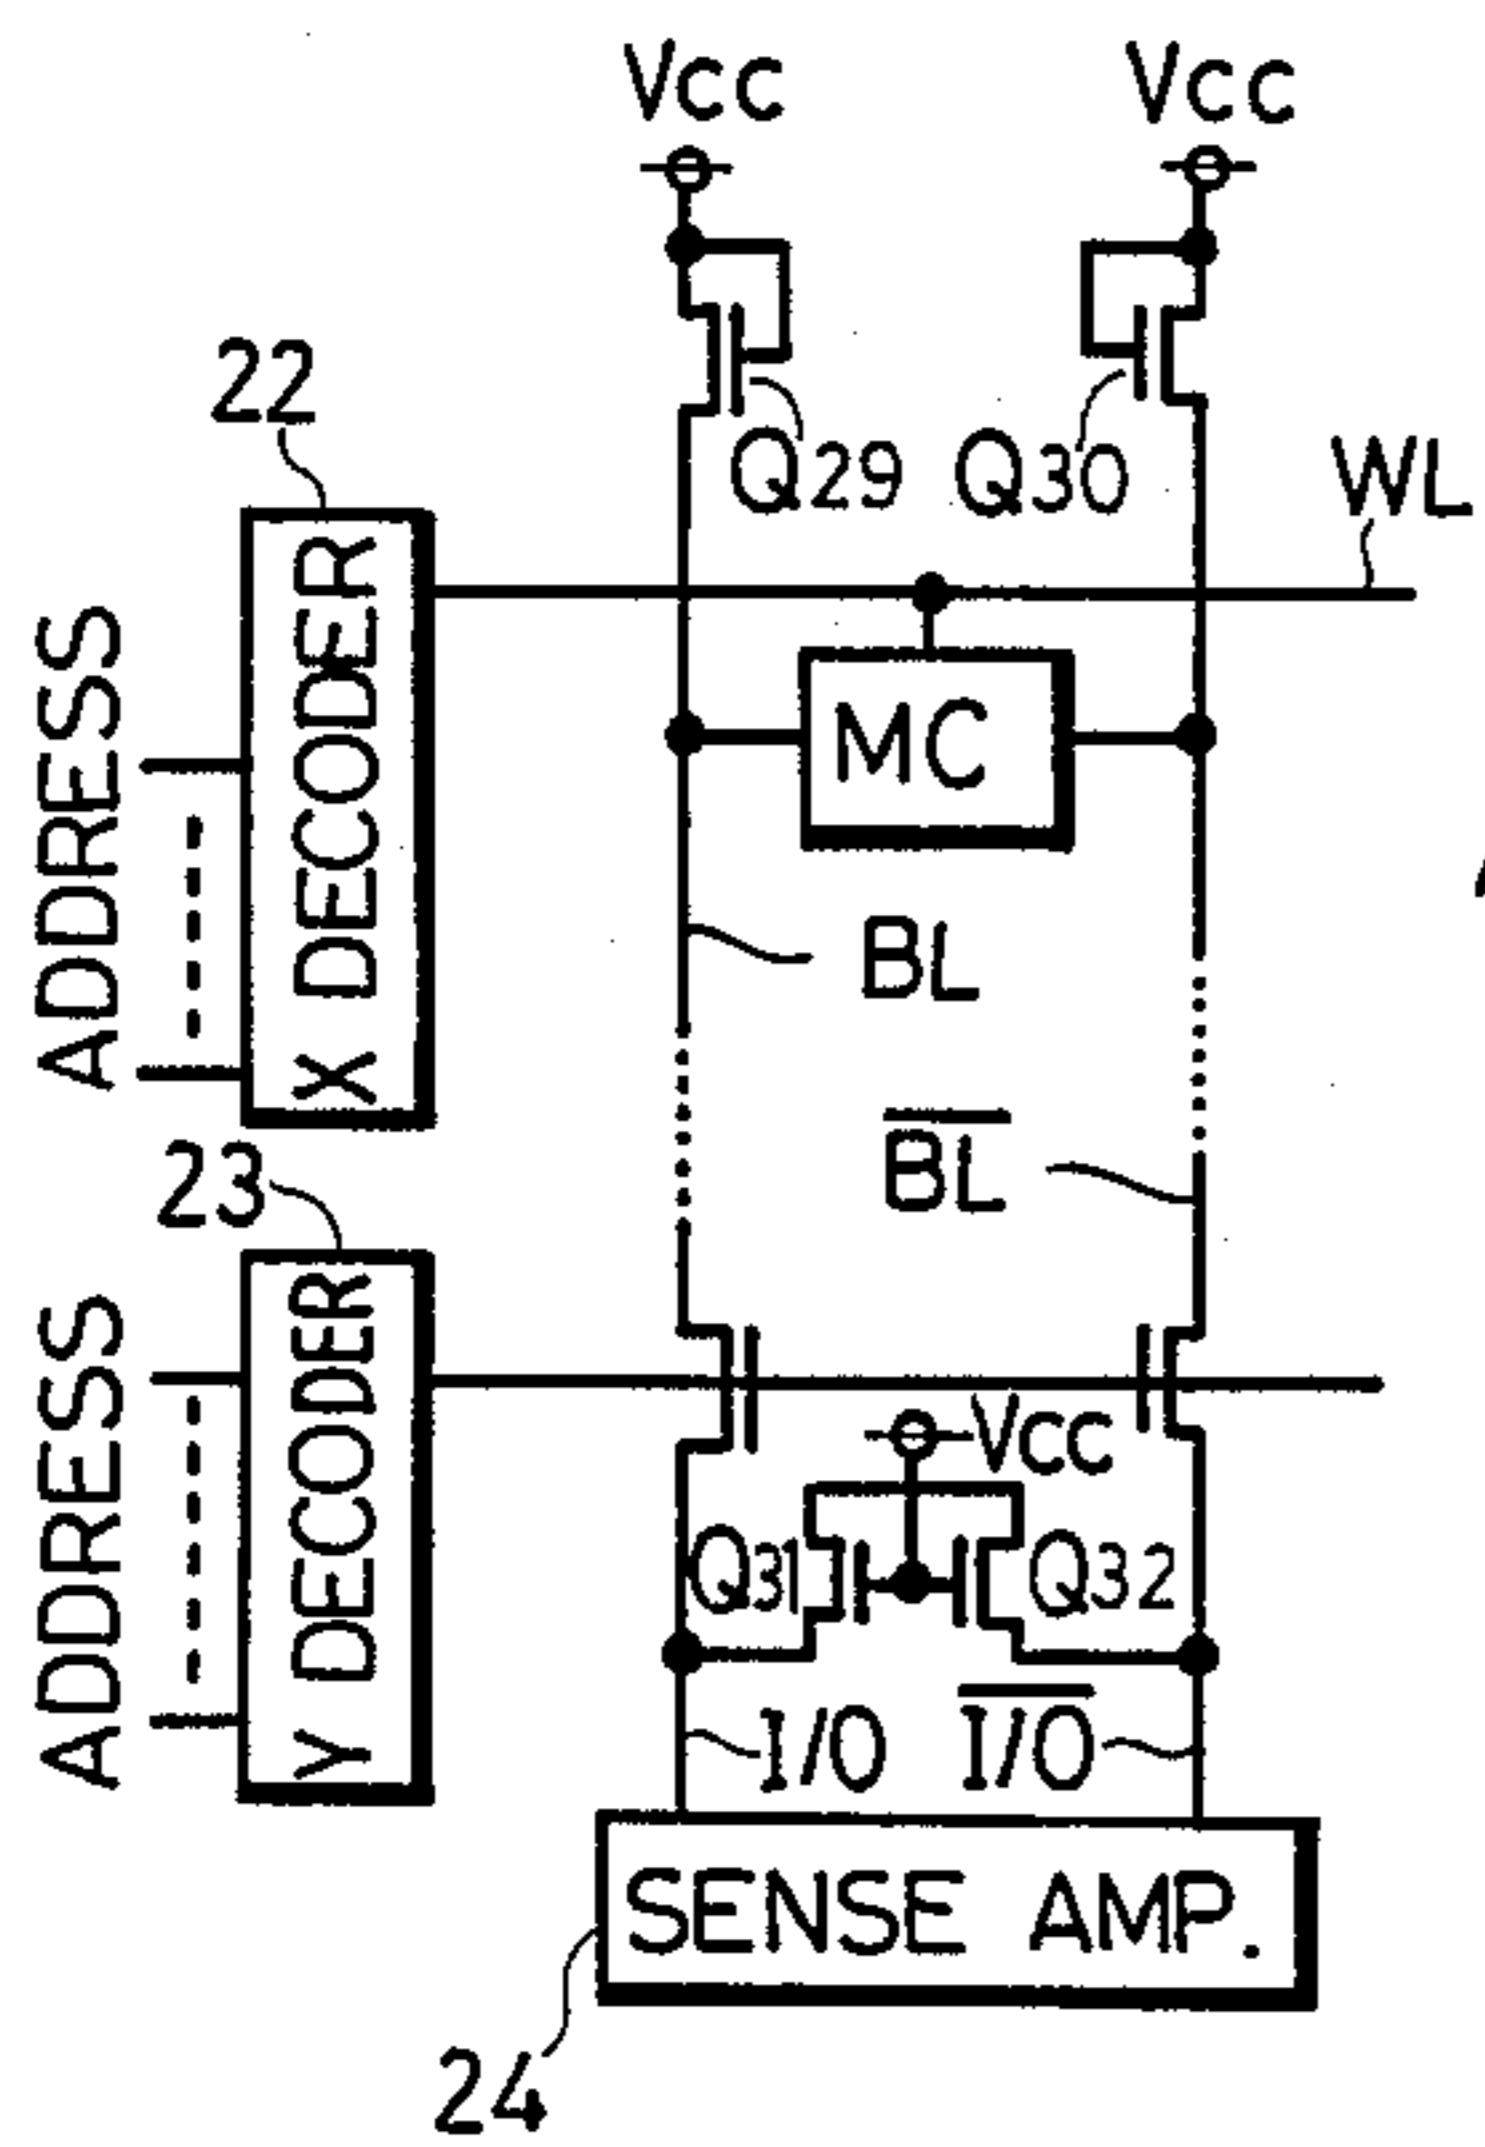 Vcc
Vcc
22
Q29
Q30
WL
ADDRESS
X DECODER
MC
BL
B̅L̅
23
ADDRESS
Y DECODER
Vcc
Q31
Q32
I/O
I̅/̅O̅
SENSE AMP.
24